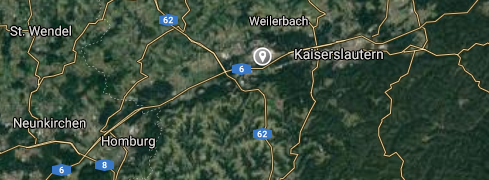 62
Weilerbach
St. Wendel
Kaiserslautern
6
Neunkirchen
62
Homburg
8
6